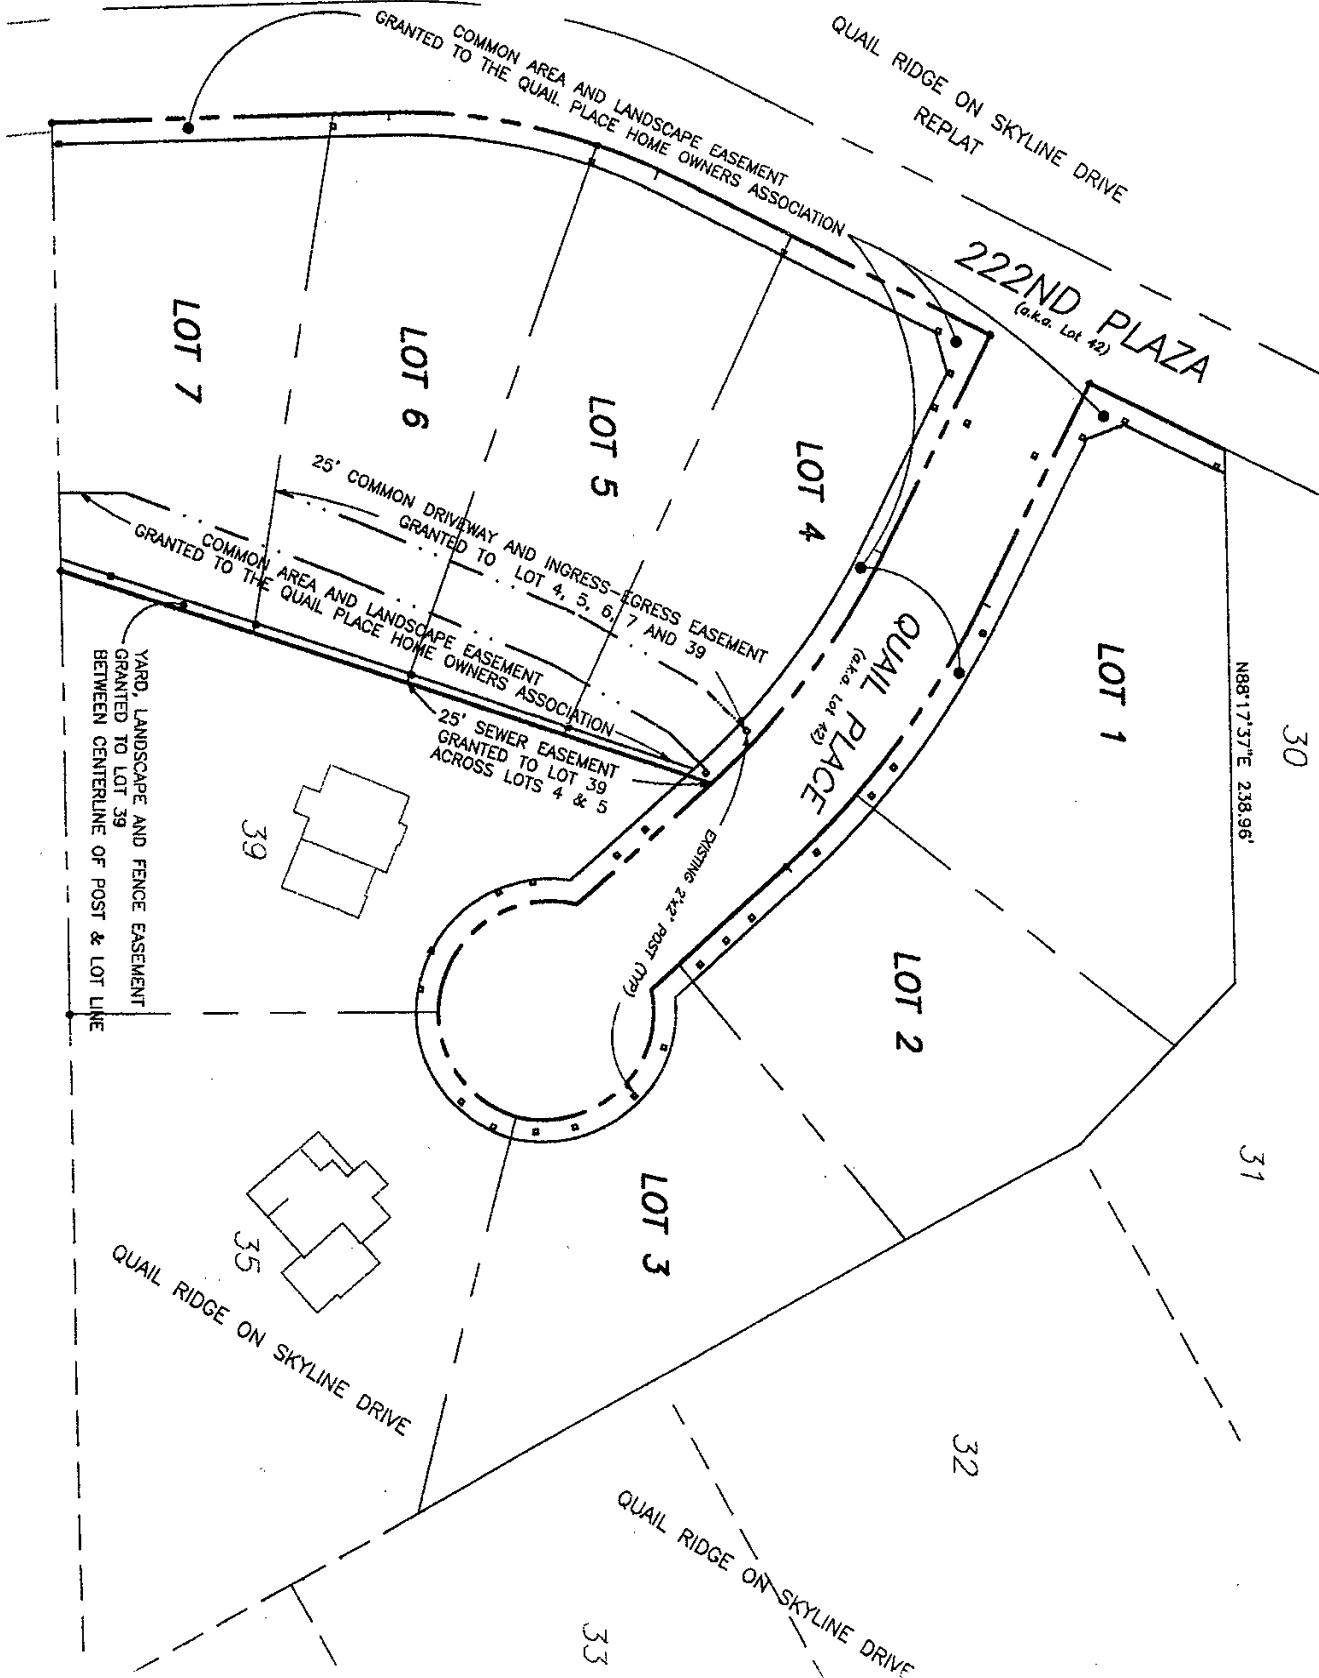 QUAIL RIDGE ON SKYLINE DRIVE
REPLAT
COMMON AREA AND LANDSCAPE EASEMENT
GRANTED TO THE QUAIL PLACE HOME OWNERS ASSOCIATION
222ND PLAZA
(a.k.a. Lot 42)
LOT 7
LOT 6
LOT 5
LOT 4
25' COMMON DRIVEWAY AND INGRESS-EGRESS EASEMENT
GRANTED TO LOT 4, 5, 6, 7 AND 39
COMMON AREA AND LANDSCAPE EASEMENT
GRANTED TO THE QUAIL PLACE HOME OWNERS ASSOCIATION
QUAIL PLACE
(a.k.a. Lot 42)
LOT 1
N88°17'37"E 238.96'
30
YARD, LANDSCAPE AND FENCE EASEMENT
GRANTED TO LOT 39
BETWEEN CENTERLINE OF POST & LOT LINE
25' SEWER EASEMENT
GRANTED TO LOT 39
ACROSS LOTS 4 & 5
39
EXISTING 2'x2' POST (TYP)
LOT 2
31
LOT 3
35
QUAIL RIDGE ON SKYLINE DRIVE
32
QUAIL RIDGE ON SKYLINE DRIVE
33